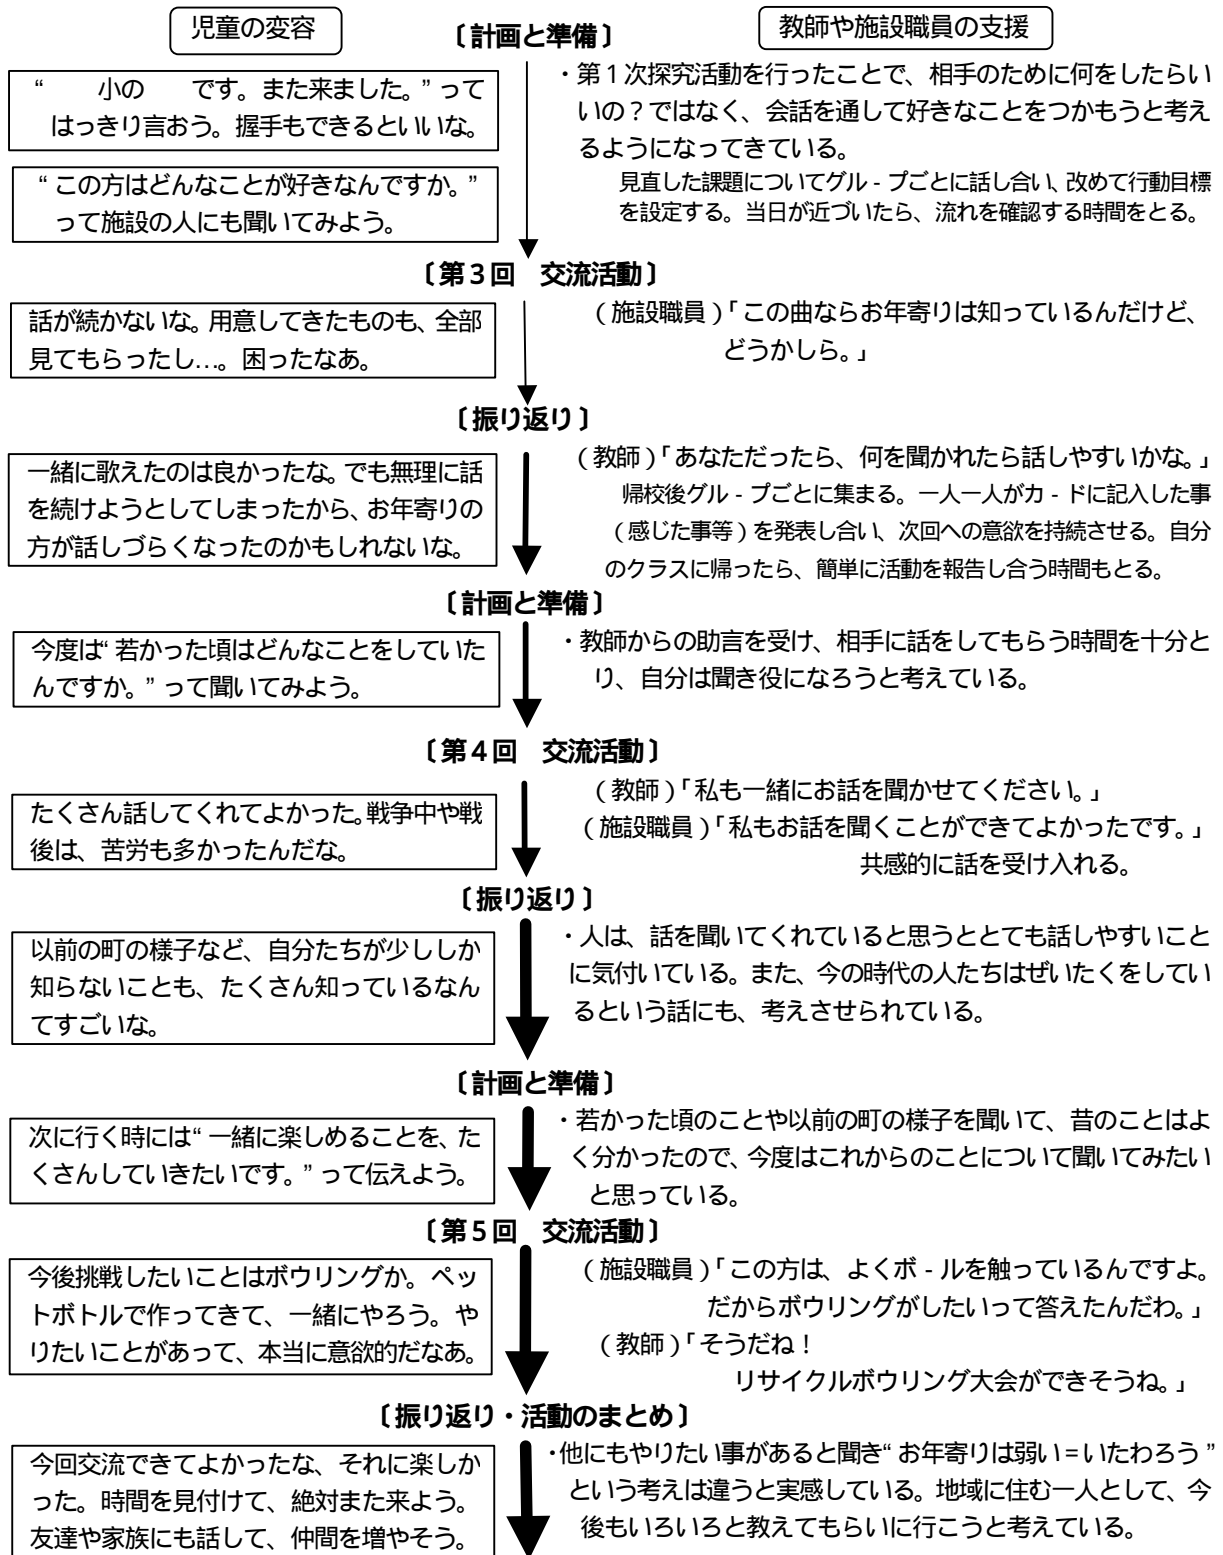 児童の変容
〔計画と準備〕
教師や施設職員の支援
“　　小の　　です。また来ました。”って
はっきり言おう。握手もできるといいな。
“この方はどんなことが好きなんですか。”
って施設の人にも聞いてみよう。
・第1次探究活動を行ったことで、相手のために何をしたらい
いの？ではなく、会話を通して好きなことをつかもうと考え
るようになってきている。
見直した課題についてグル-プごとに話し合い、改めて行動目標
を設定する。当日が近づいたら、流れを確認する時間をとる。
〔第3回　交流活動〕
話が続かないな。用意してきたものも、全部
見てもらったし…。困ったなあ。
（施設職員）「この曲ならお年寄りは知っているんだけど、
どうかしら。」
〔振り返り〕
一緒に歌えたのは良かったな。でも無理に話
を続けようとしてしまったから、お年寄りの
方が話しづらくなったのかもしれないな。
（教師）「あなただったら、何を聞かれたら話しやすいかな。」
帰校後グル-プごとに集まる。一人一人がカ-ドに記入した事
（感じた事等）を発表し合い、次回への意欲を持続させる。自分
のクラスに帰ったら、簡単に活動を報告し合う時間もとる。
〔計画と準備〕
今度は“若かった頃はどんなことをしていた
んですか。”って聞いてみよう。
・教師からの助言を受け、相手に話をしてもらう時間を十分と
り、自分は聞き役になろうと考えている。
〔第4回　交流活動〕
たくさん話してくれてよかった。戦争中や戦
後は、苦労も多かったんだな。
（教師）「私も一緒にお話を聞かせてください。」
（施設職員）「私もお話を聞くことができてよかったです。」
共感的に話を受け入れる。
〔振り返り〕
以前の町の様子など、自分たちが少ししか
知らないことも、たくさん知っているなん
てすごいな。
・人は、話を聞いてくれていると思うととても話しやすいこと
に気付いている。また、今の時代の人たちはぜいたくをしてい
るという話にも、考えさせられている。
〔計画と準備〕
次に行く時には“一緒に楽しめることを、た
くさんしていきたいです。”って伝えよう。
・若かった頃のことや以前の町の様子を聞いて、昔のことはよ
く分かったので、今度はこれからのことについて聞いてみたい
と思っている。
〔第5回　交流活動〕
今後挑戦したいことはボウリングか。ペッ
トボトルで作ってきて、一緒にやろう。や
りたいことがあって、本当に意欲的だなあ。
（施設職員）「この方は、よくボ-ルを触っているんですよ。
だからボウリングがしたいって答えたんだわ。」
（教師）「そうだね！
リサイクルボウリング大会ができそうね。」
〔振り返り・活動のまとめ〕
今回交流できてよかったな、それに楽しか
った。時間を見付けて、絶対また来よう。
友達や家族にも話して、仲間を増やそう。
・他にもやりたい事があると聞き“お年寄りは弱い=いたわろう”
という考えは違うと実感している。地域に住む一人として、今
後もいろいろと教えてもらいに行こうと考えている。